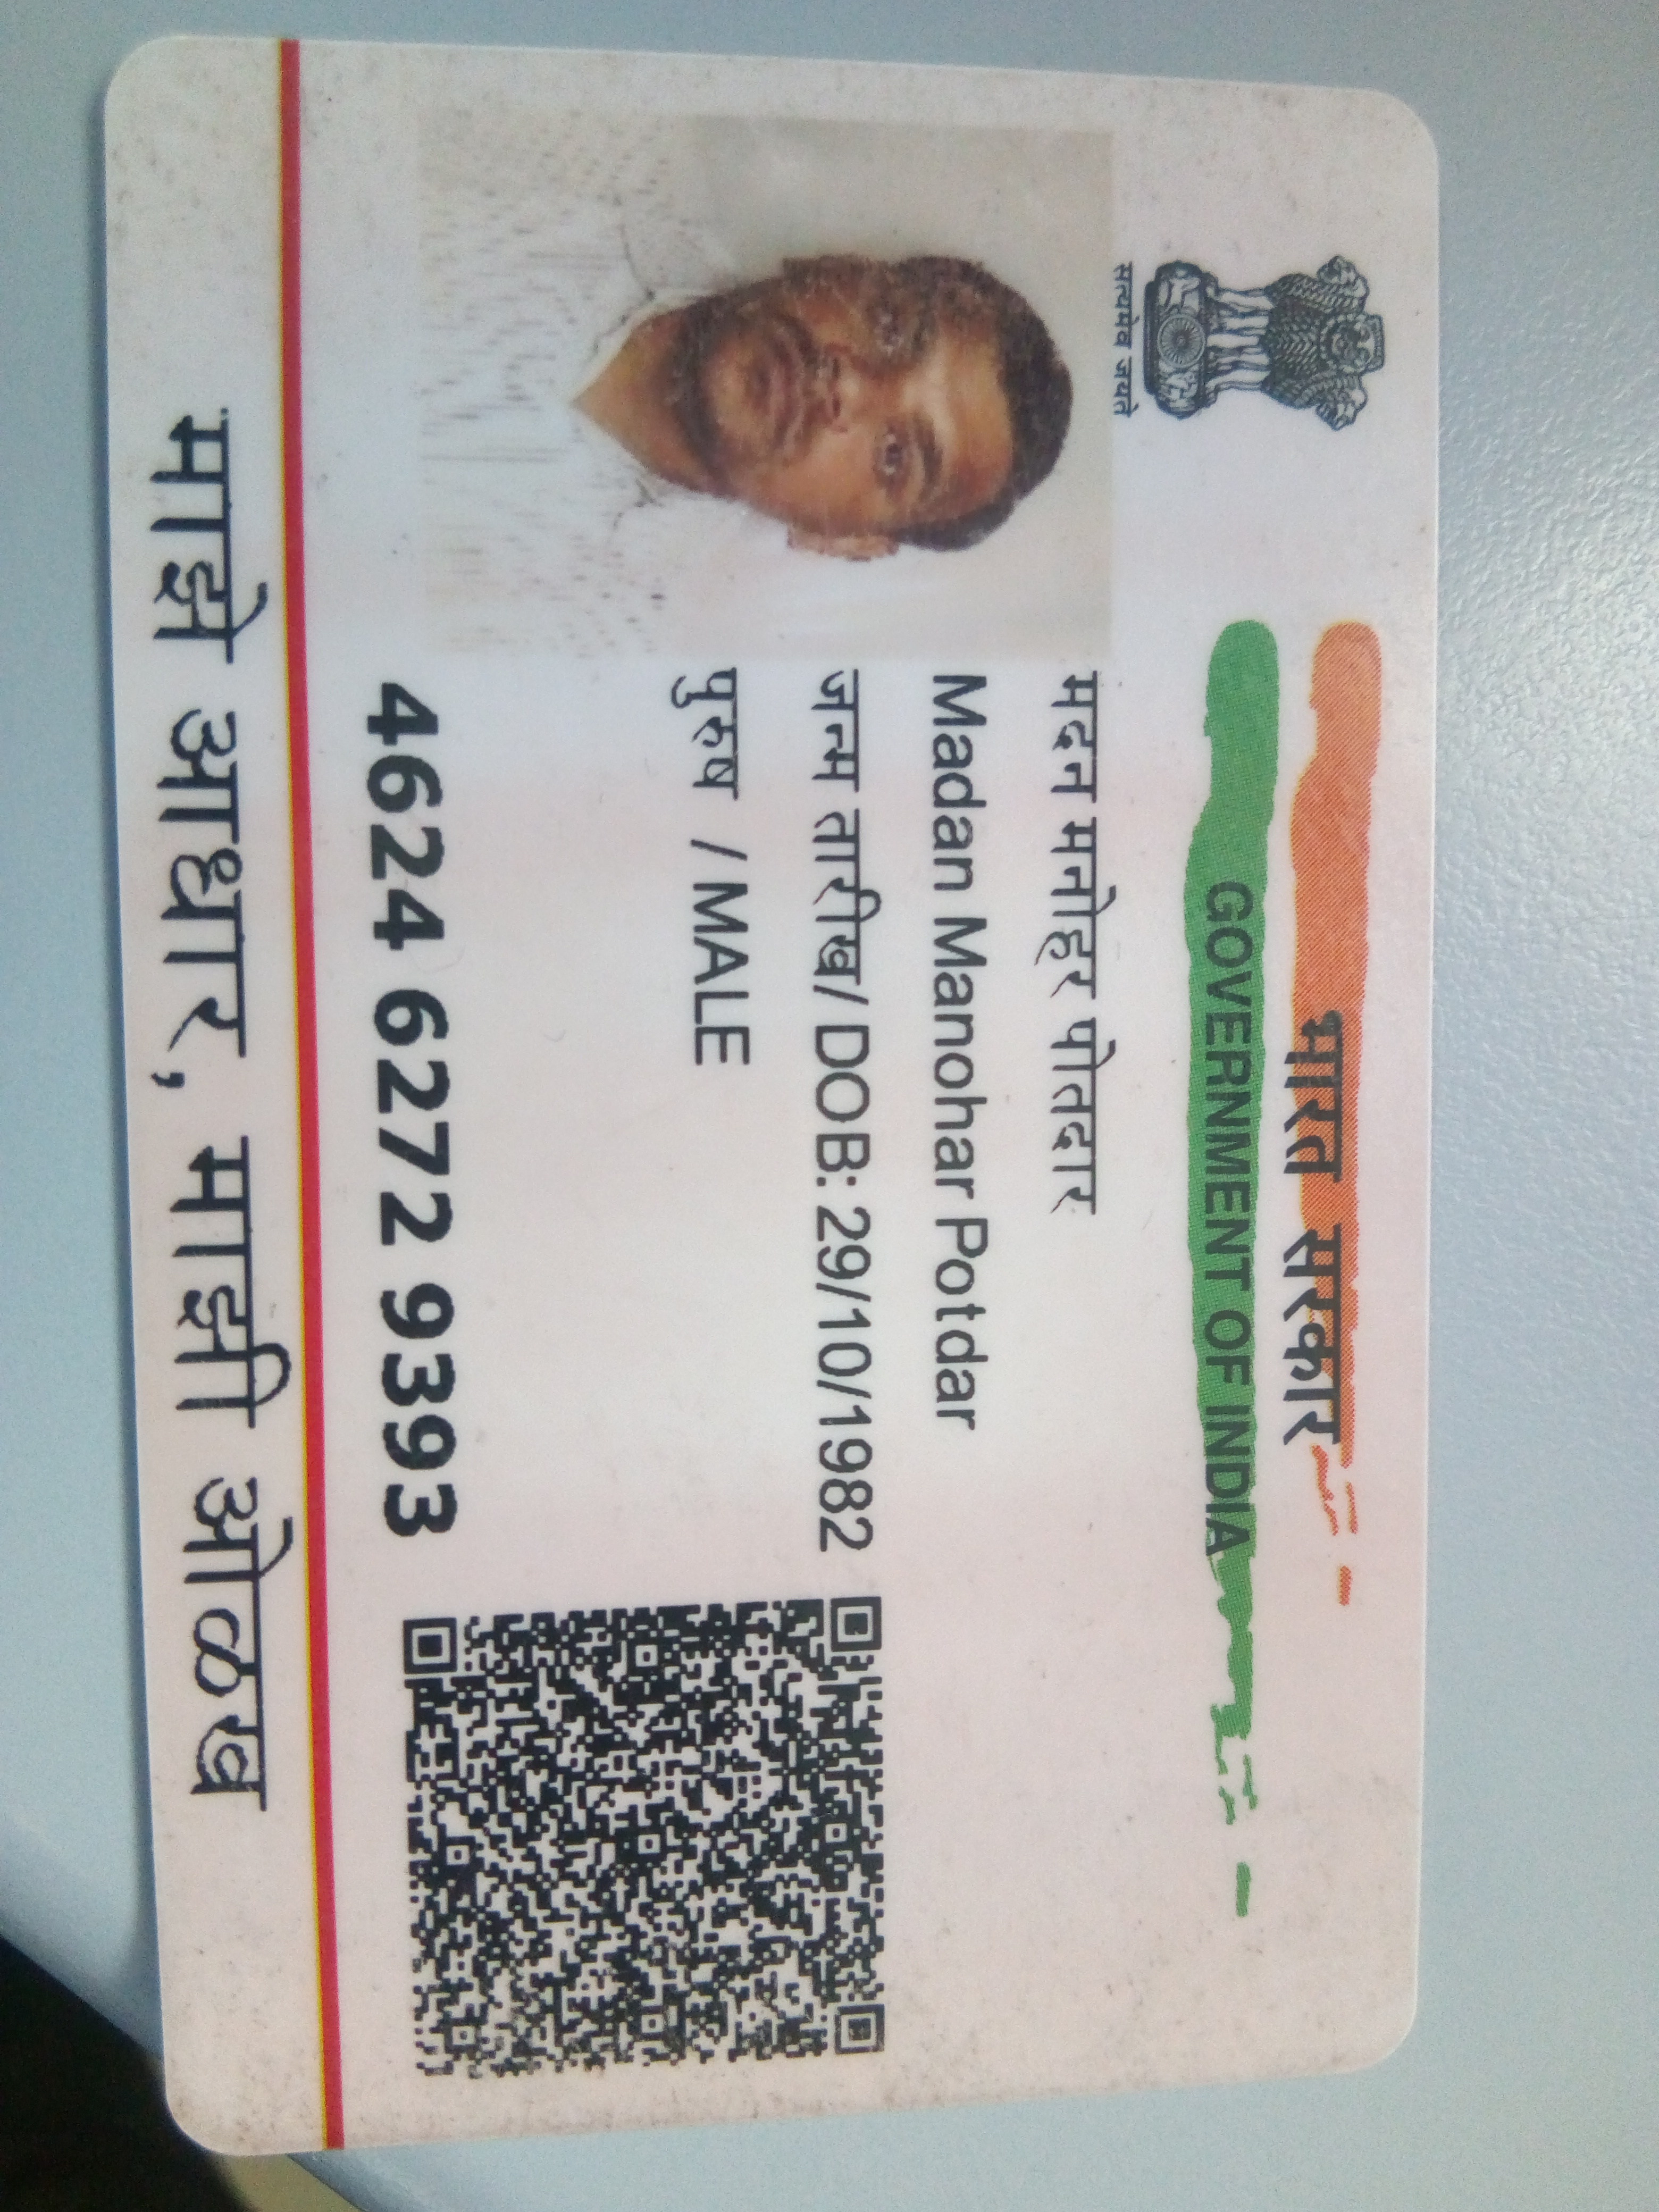 भारत सरकार
GOVERNMENT OF INDIA
सत्यमेव जयते
मदन मनोहर पोतदार
Madan Manohar Potdar
जन्म तारीख/ DOB: 29/10/1982
पुरुष / MALE
4624 6272 9393
माझे आधार, माझी ओळख